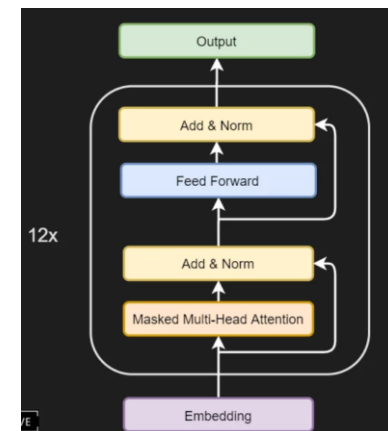 Output
Add & Norm
Feed Forward
12x
Add & Norm
Masked Multi-Head Attention
Embedding